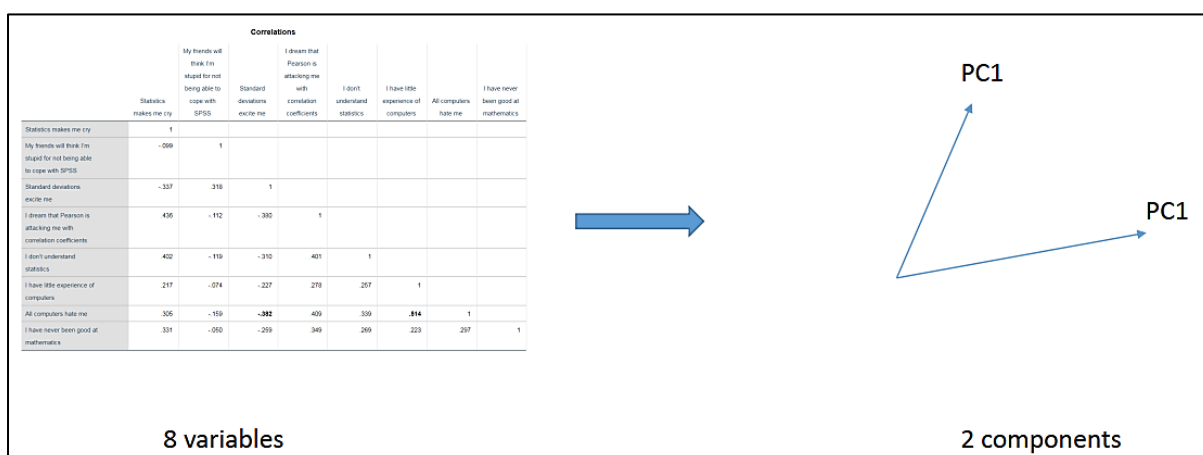 Correlations
My friends will
think I'm
stupid for not
being able to
cope with
SPSS
I dream that
Pearson is
attacking me
with
correlation
coefficients
Statistics
makes me cry
Standard
deviations
excite me
I don't
understand
statistics
I have little
experience of
computers
All computers
hate me
I have never
been good at
mathematics
Statistics makes me cry 1
My friends will think I'm
stupid for not being able
to cope with SPSS
-.099 1
Standard deviations
excite me
-.337 .318 1
I dream that Pearson is
attacking me with
correlation coefficients
.436 -.112 -.380 1
I don't understand
statistics
.402 -.119 -.310 .401 1
I have little experience of
computers
.217 -.074 -.227 .278 .257 1
All computers hate me .305 -.159 -.382 .409 .339 .514 1
I have never been good at
mathematics
.331 -.050 -.259 .349 .269 .223 .297 1
8 variables
PC1
PC1
2 components